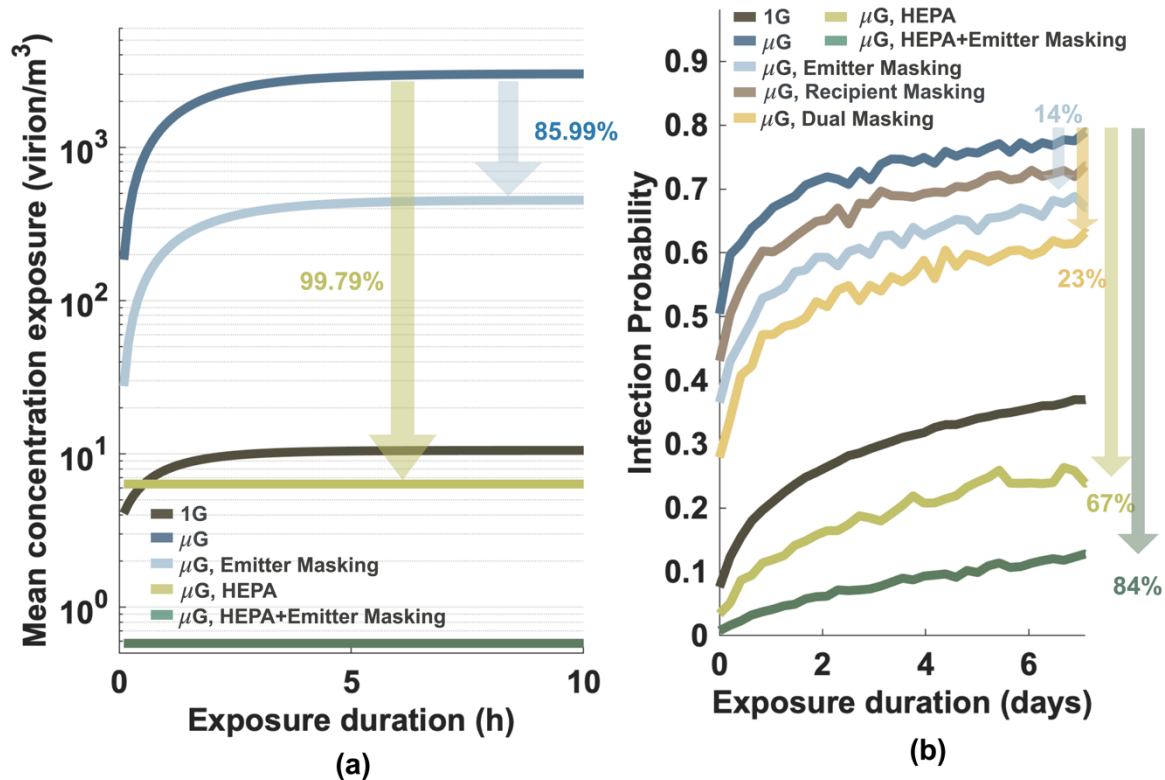 Mean concentration exposure (virion/m³)
10³
10²
10¹
10⁰
85.99%
99.79%
1G
μG
μG, Emitter Masking
μG, HEPA
μG, HEPA+Emitter Masking
0
5
10
Exposure duration (h)
(a)
Infection Probability
0.9
0.8
0.7
0.6
0.5
0.4
0.3
0.2
0.1
0
1G
μG
μG, Emitter Masking
μG, Recipient Masking
μG, Dual Masking
μG, HEPA
μG, HEPA+Emitter Masking
14%
23%
67%
84%
0
2
4
6
Exposure duration (days)
(b)